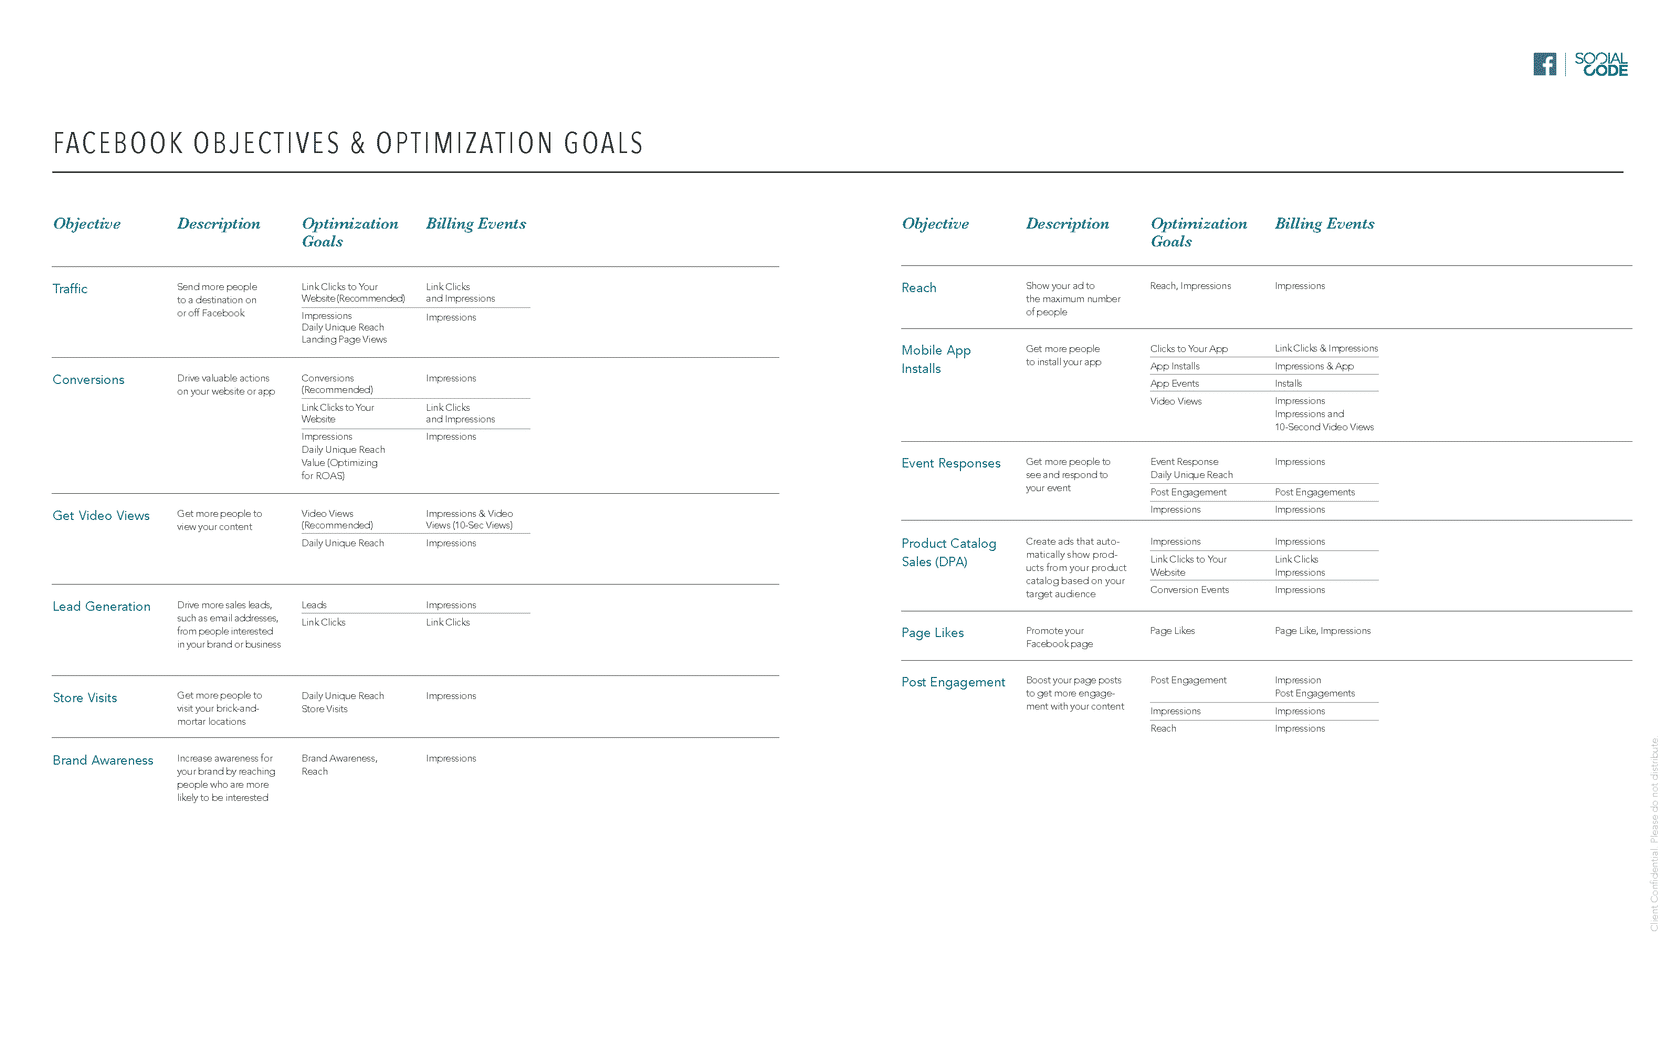 f
SOCIAL
CODE
FACEBOOK OBJECTIVES & OPTIMIZATION GOALS
Objective
Description
Optimization
Goals
Billing Events
Traffic
Send more people
to a destination on
or off Facebook
Link Clicks to Your
Website (Recommended)
Link Clicks
and Impressions
Impressions
Daily Unique Reach
Landing Page Views
Impressions
Conversions
Drive valuable actions
on your website or app
Conversions
(Recommended)
Impressions
Link Clicks to Your
Website
Link Clicks
and Impressions
Impressions
Daily Unique Reach
Value (Optimizing
for ROAS)
Impressions
Get Video Views
Get more people to
view your content
Video Views
(Recommended)
Impressions & Video
Views (10-Sec Views)
Daily Unique Reach
Impressions
Lead Generation
Drive more sales leads,
such as email addresses,
from people interested
in your brand or business
Leads
Impressions
Link Clicks
Link Clicks
Store Visits
Get more people to
visit your brick-and-
mortar locations
Daily Unique Reach
Store Visits
Impressions
Brand Awareness
Increase awareness for
your brand by reaching
people who are more
likely to be interested
Brand Awareness,
Reach
Impressions
Objective
Description
Optimization
Goals
Billing Events
Reach
Show your ad to
the maximum number
of people
Reach, Impressions
Impressions
Mobile App
Installs
Get more people
to install your app
Clicks to Your App
Link Clicks & Impressions
App Installs
Impressions & App
App Events
Installs
Video Views
Impressions
Impressions and
10-Second Video Views
Event Responses
Get more people to
see and respond to
your event
Event Response
Daily Unique Reach
Impressions
Post Engagement
Post Engagements
Impressions
Impressions
Product Catalog
Sales (DPA)
Create ads that auto-
matically show prod-
ucts from your product
catalog based on your
target audience
Impressions
Impressions
Link Clicks to Your
Website
Link Clicks
Impressions
Conversion Events
Impressions
Page Likes
Promote your
Facebook page
Page Likes
Page Like, Impressions
Post Engagement
Boost your page posts
to get more engage-
ment with your content
Post Engagement
Impression
Post Engagements
Impressions
Impressions
Reach
Impressions
Client Confidential. Please do not distribute.